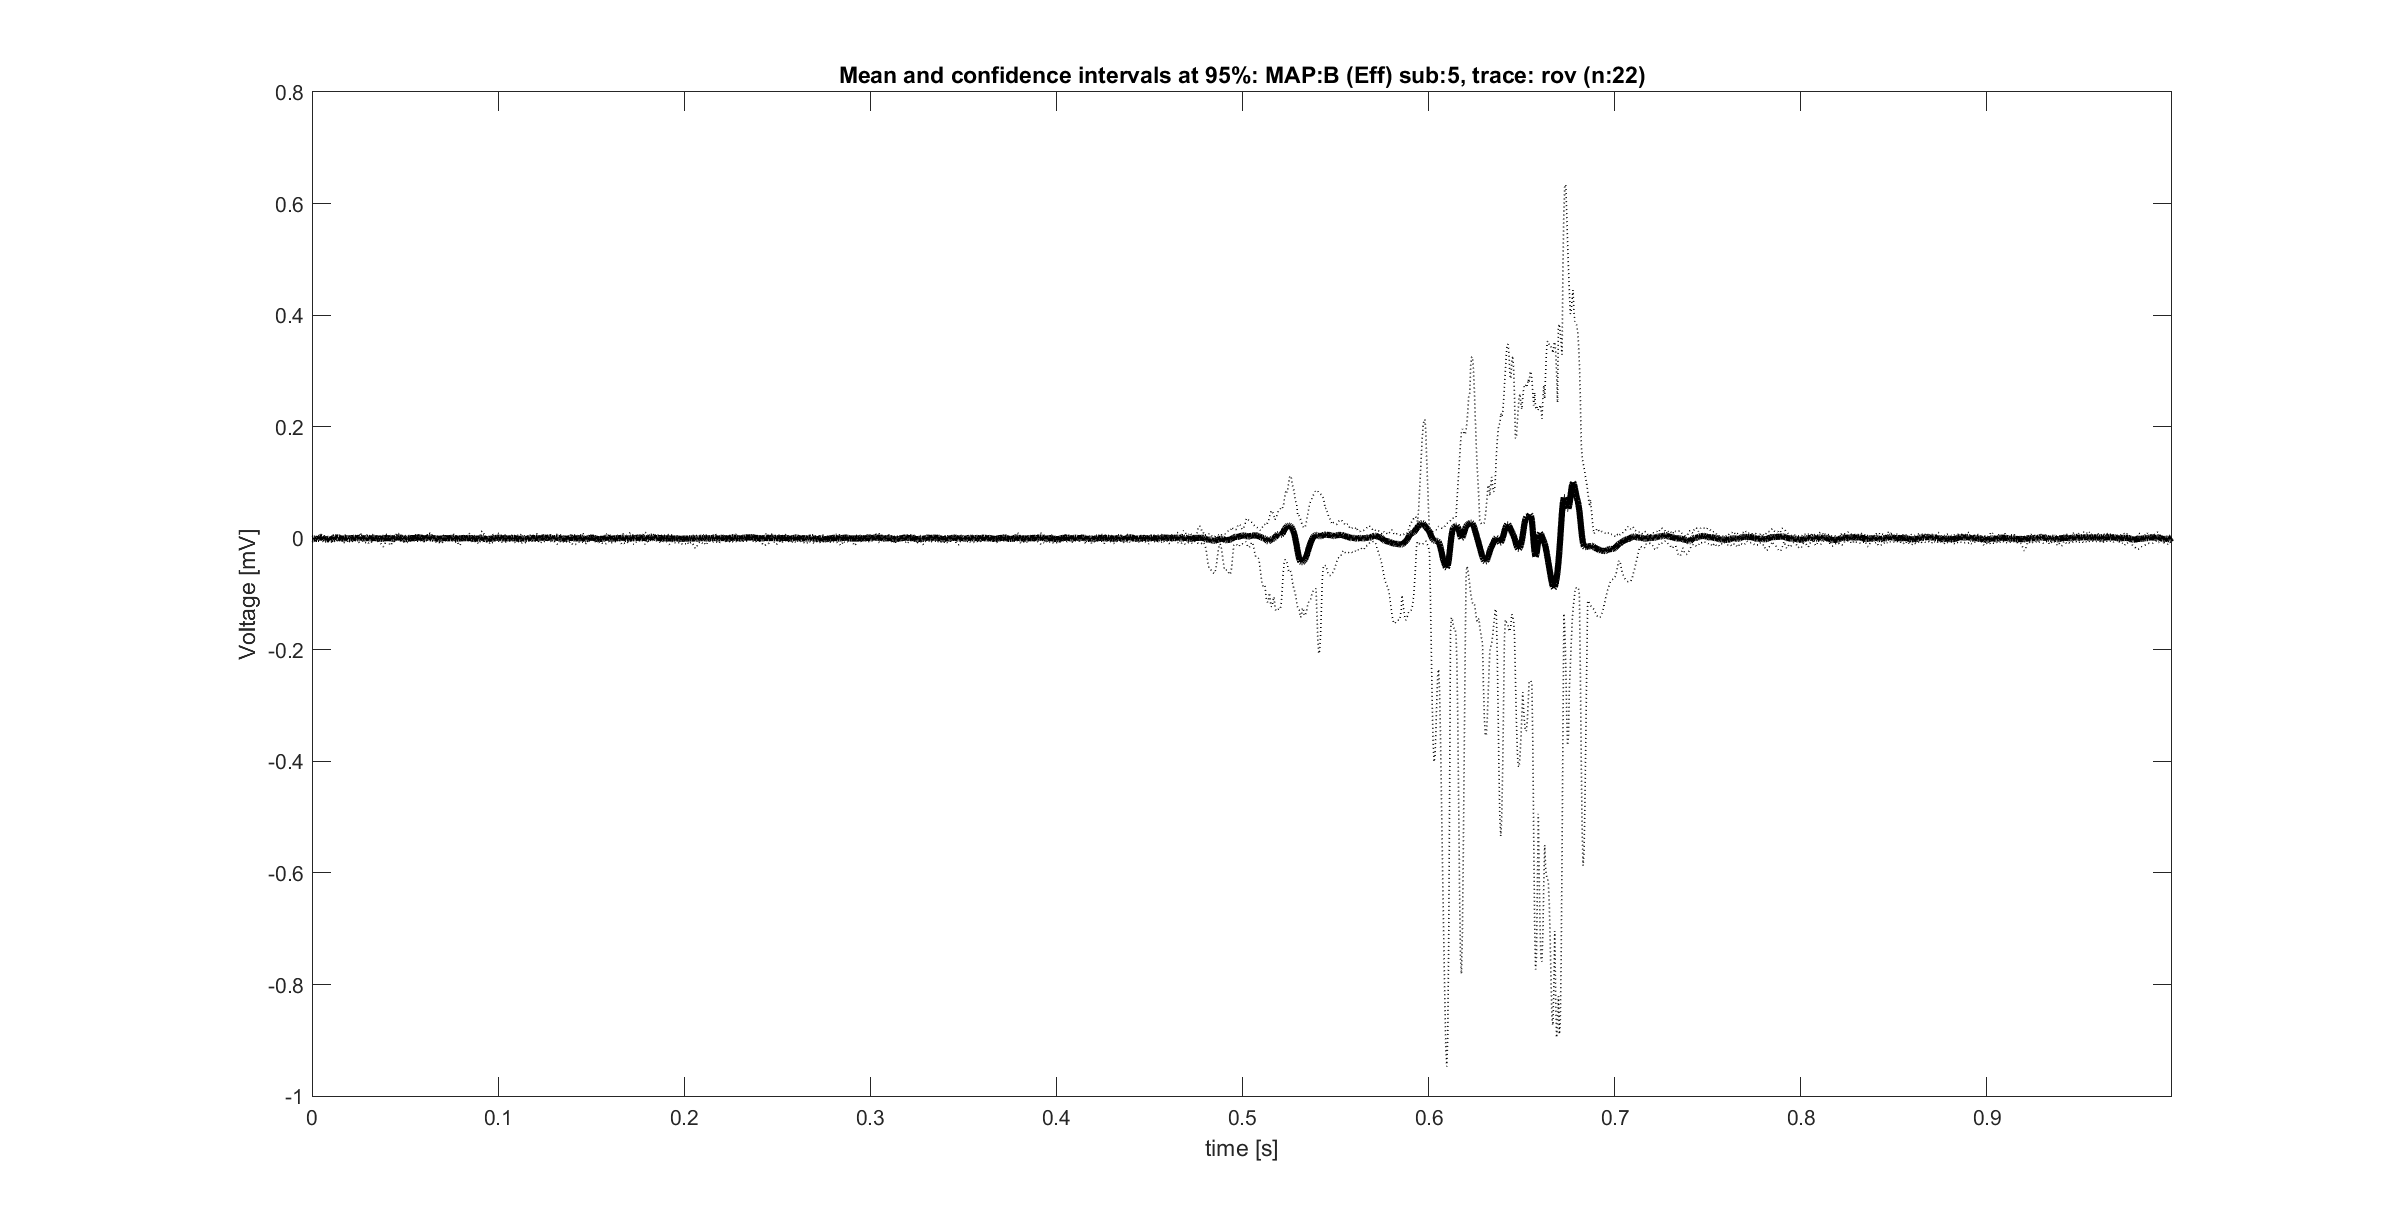 Mean and confidence intervals at 95%: MAP:B (Eff) sub:5, trace: rov (n:22)
0.8
0.6
0.4
0.2
0
-0.2
-0.4
-0.6
-0.8
-1
Voltage [mV]
0 0.1 0.2 0.3 0.4 0.5 0.6 0.7 0.8 0.9
time [s]